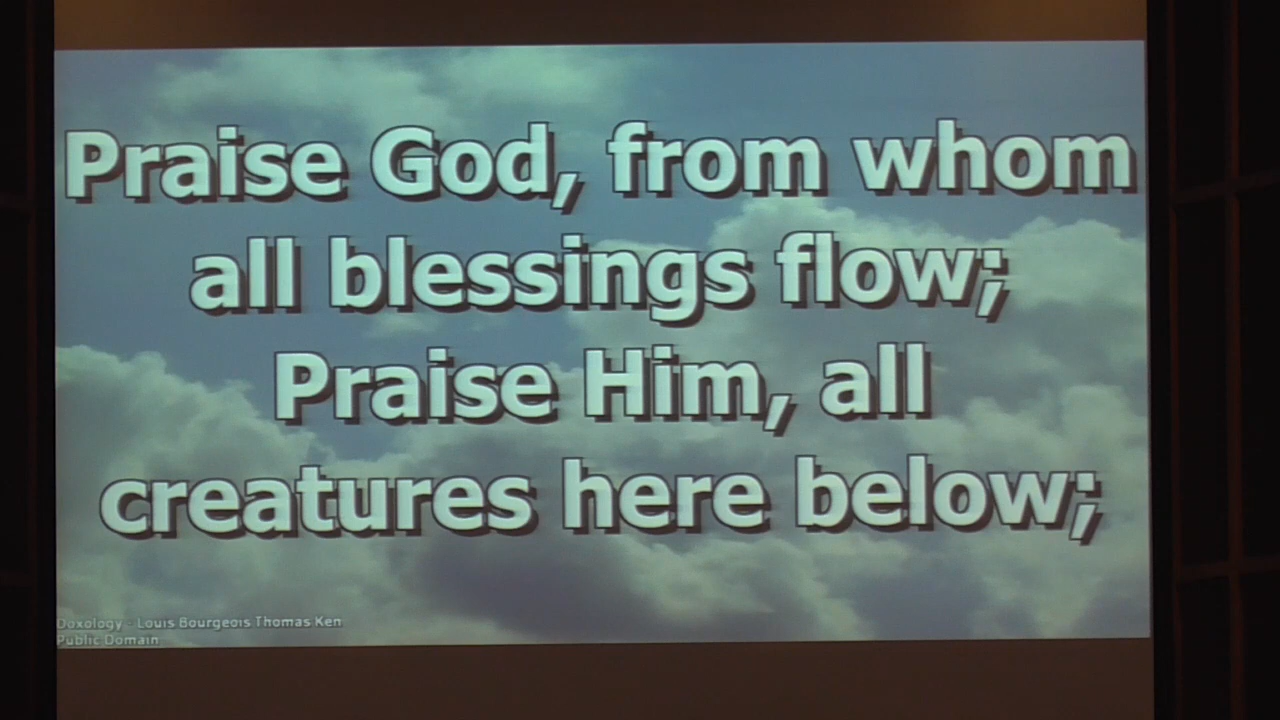 Praise God, from whom
all blessings flow;
Praise Him, all
creatures here below;
Doxology - Louis Bourgeois Thomas Ken
Public Domain